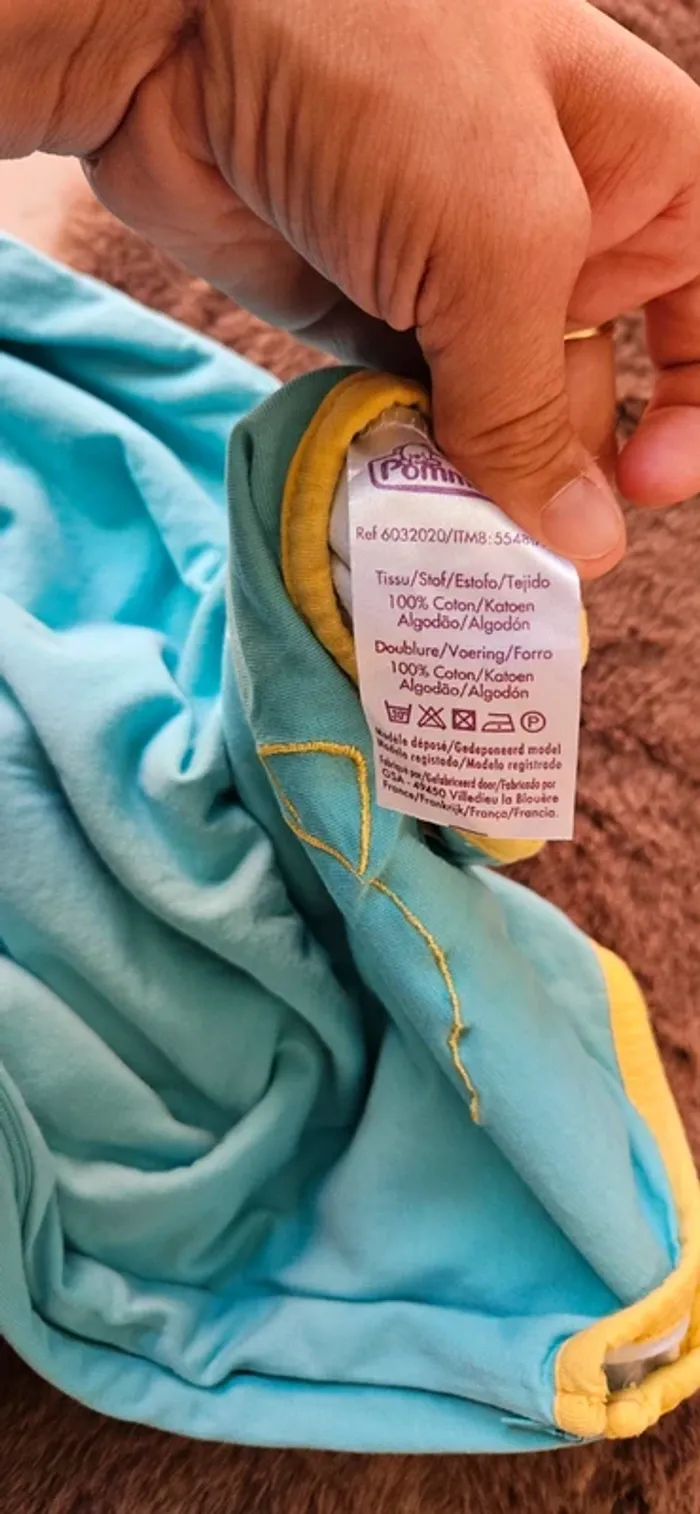 Ref 6032020/ITM8:5548
Tissu/Stof/Estofo/Tejido
100% Coton/Katoen
Algodão/Algodón
Doublure/Voering/Forro
100% Coton/Katoen
Algodão/Algodón
30°
P
Modèle déposé/Gedeponeerd model
Modelo registado/Modelo registrado
Fabriqué par/Gefabriceerd door/Fabricado por
GSA - 49450 Villedieu la Blouère
France/Frankrijk/França/Francia.